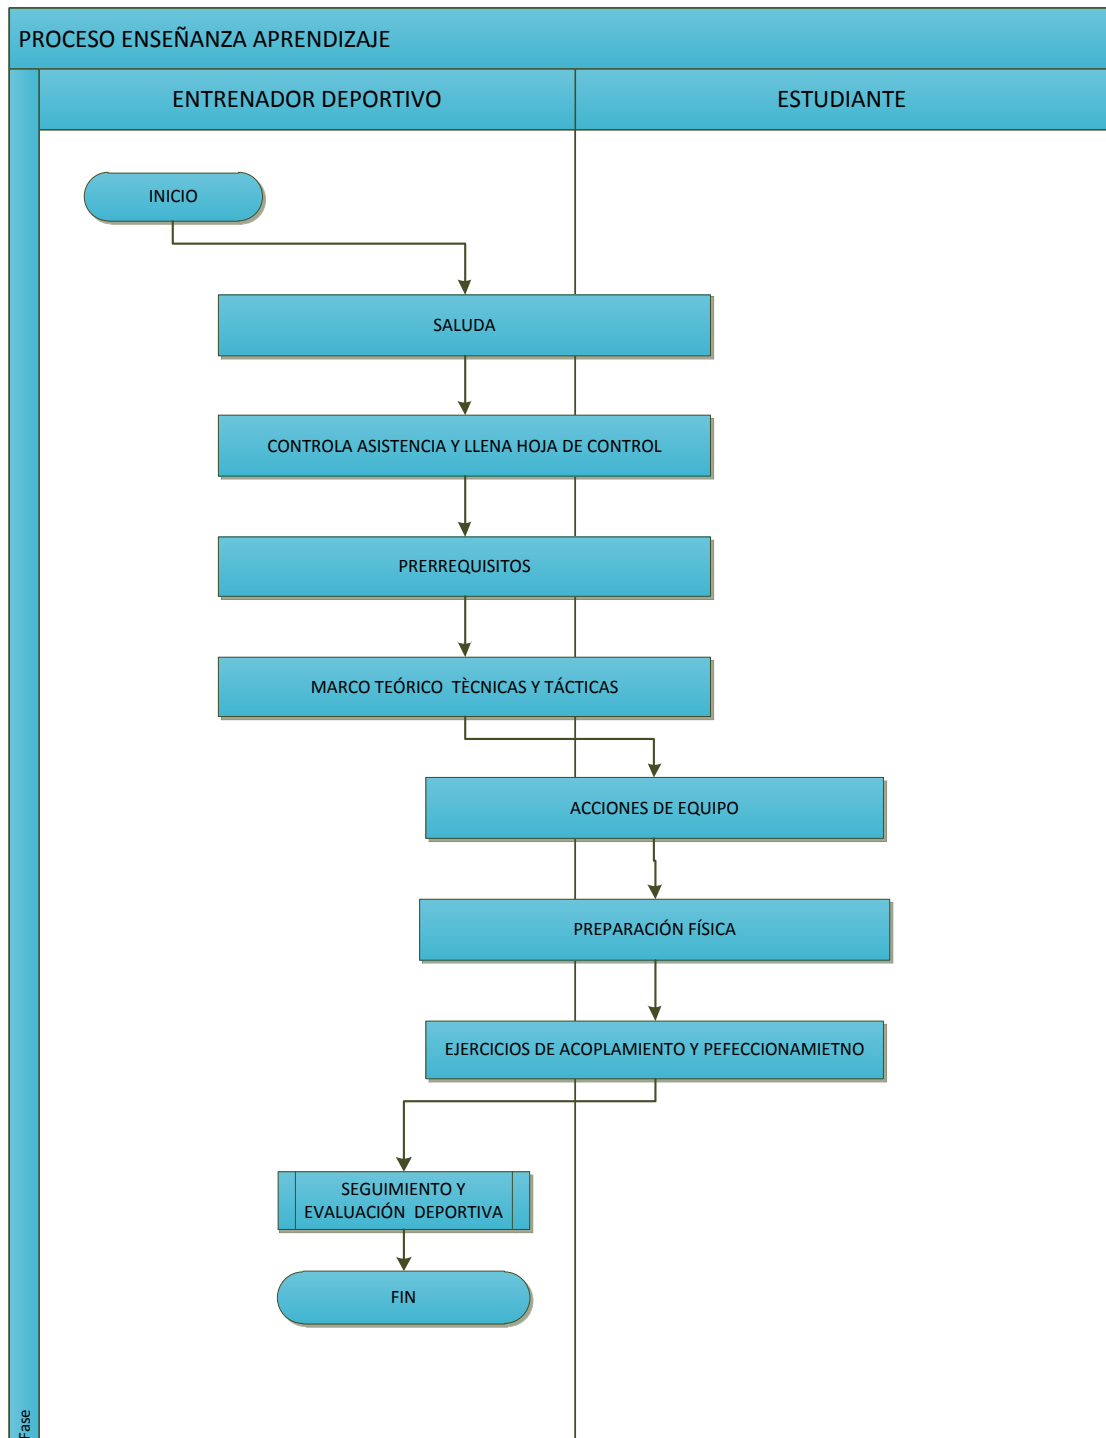 PROCESO ENSEÑANZA APRENDIZAJE
ENTRENADOR DEPORTIVO
ESTUDIANTE
INICIO
SALUDA
CONTROLA ASISTENCIA Y LLENA HOJA DE CONTROL
PRERREQUISITOS
MARCO TEÓRICO TÈCNICAS Y TÁCTICAS
ACCIONES DE EQUIPO
PREPARACIÓN FÍSICA
EJERCICIOS DE ACOPLAMIENTO Y PEFECCIONAMIETNO
SEGUIMIENTO Y
EVALUACIÓN DEPORTIVA
FIN
Fase